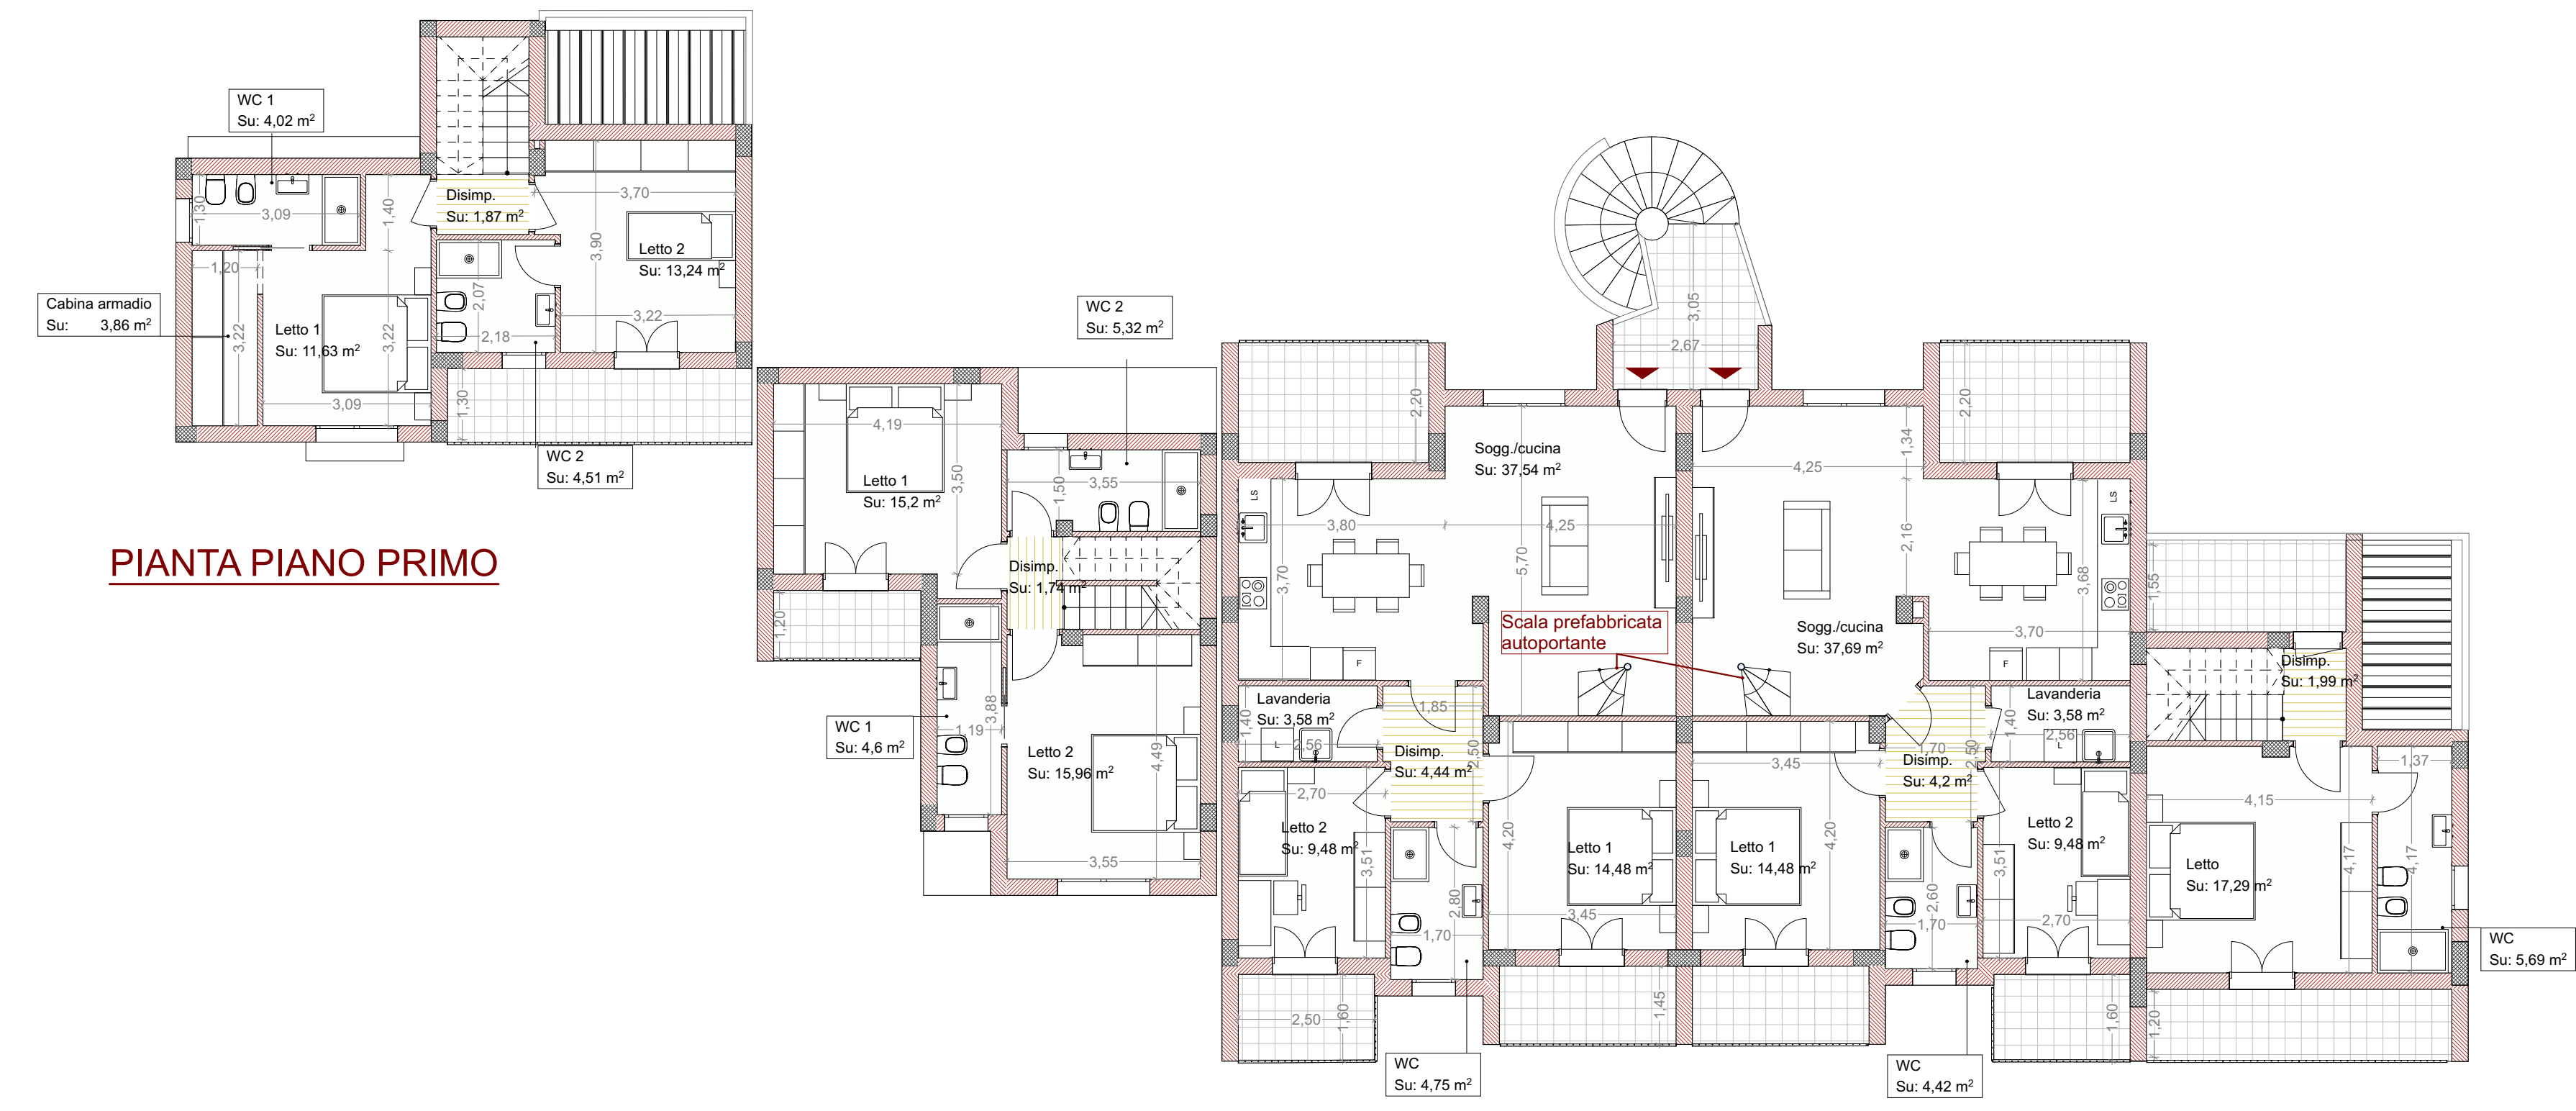 PIANTA PIANO PRIMO
WC 1
Su: 4,02 m²
Disimp.
Su: 1,87 m²
3,70
1,30
3,09
1,40
3,90
Letto 2
Su: 13,24 m²
1,20
2,07
Cabina armadio
Su: 3,86 m²
3,22
Letto 1
Su: 11,63 m²
3,22
2,18
3,22
3,09
1,30
WC 2
Su: 4,51 m²
WC 2
Su: 5,32 m²
4,19
3,50
Letto 1
Su: 15,2 m²
1,50
3,55
Disimp.
Su: 1,74 m²
1,20
WC 1
Su: 4,6 m²
3,88
1,19
Letto 2
Su: 15,96 m²
4,49
3,55
3,05
2,67
2,20
2,20
Sogg./cucina
Su: 37,54 m²
LS
3,80
4,25
5,70
3,70
F
Scala prefabbricata
autoportante
4,25
1,34
2,16
LS
3,68
Sogg./cucina
Su: 37,69 m²
3,70
F
Lavanderia
Su: 3,58 m²
1,40
2,56
L
1,85
2,50
Disimp.
Su: 4,44 m²
2,70
Letto 2
Su: 9,48 m²
3,51
2,80
1,70
4,20
Letto 1
Su: 14,48 m²
3,45
3,45
4,20
Letto 1
Su: 14,48 m²
Lavanderia
Su: 3,58 m²
1,40
2,56
L
1,70
2,50
Disimp.
Su: 4,2 m²
Letto 2
Su: 9,48 m²
3,51
2,60
1,70
2,70
2,50
1,60
1,45
1,60
WC
Su: 4,75 m²
WC
Su: 4,42 m²
1,55
Disimp.
Su: 1,99 m²
1,37
4,15
4,17
4,17
Letto
Su: 17,29 m²
1,20
WC
Su: 5,69 m²